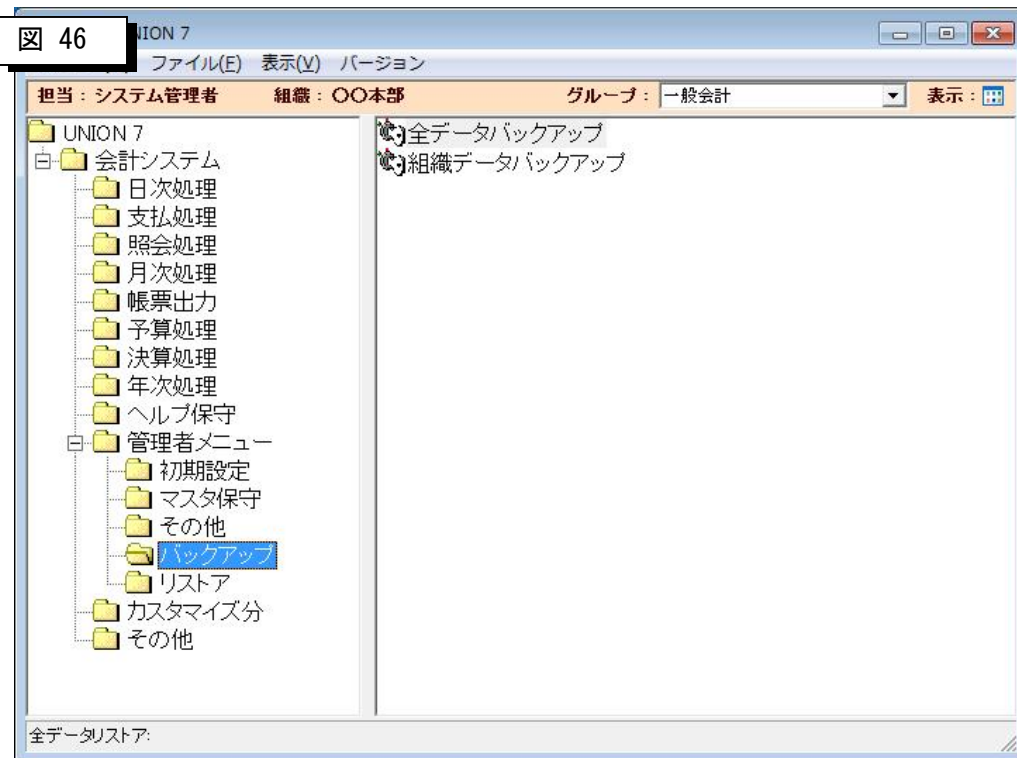 図 46
NION 7
ファイル(F) 表示(V) バージョン
担当：システム管理者 組織：〇〇本部 グループ： 一般会計 表示：
UNION 7
会計システム
日次処理
支払処理
照会処理
月次処理
帳票出力
予算処理
決算処理
年次処理
ヘルプ保守
管理者メニュー
初期設定
マスタ保守
その他
バックアップ
リストア
カスタマイズ分
その他
全データバックアップ
組織データバックアップ
全データリストア: